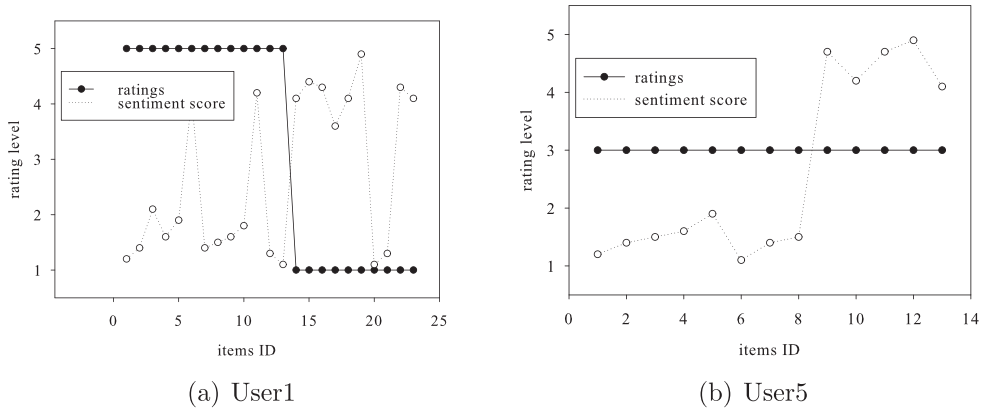 5
4
3
2
1
rating level
ratings
sentiment score
0 5 10 15 20 25
items ID
(a) User1
5
4
3
2
1
rating level
ratings
sentiment score
0 2 4 6 8 10 12 14
items ID
(b) User5